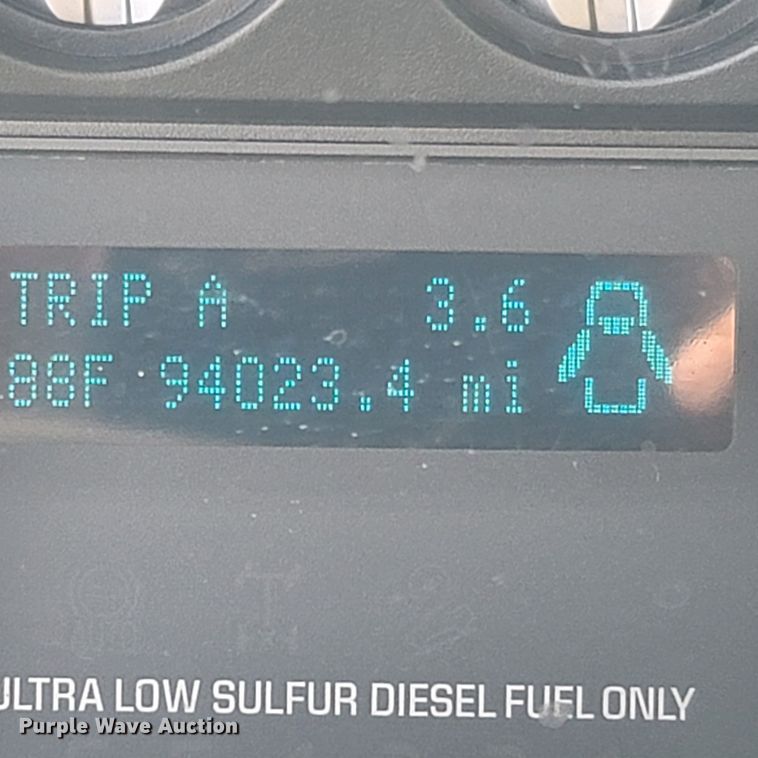 TRIP A 3.6
88F 94023.4 mi
ULTRA LOW SULFUR DIESEL FUEL ONLY
Purple Wave Auction